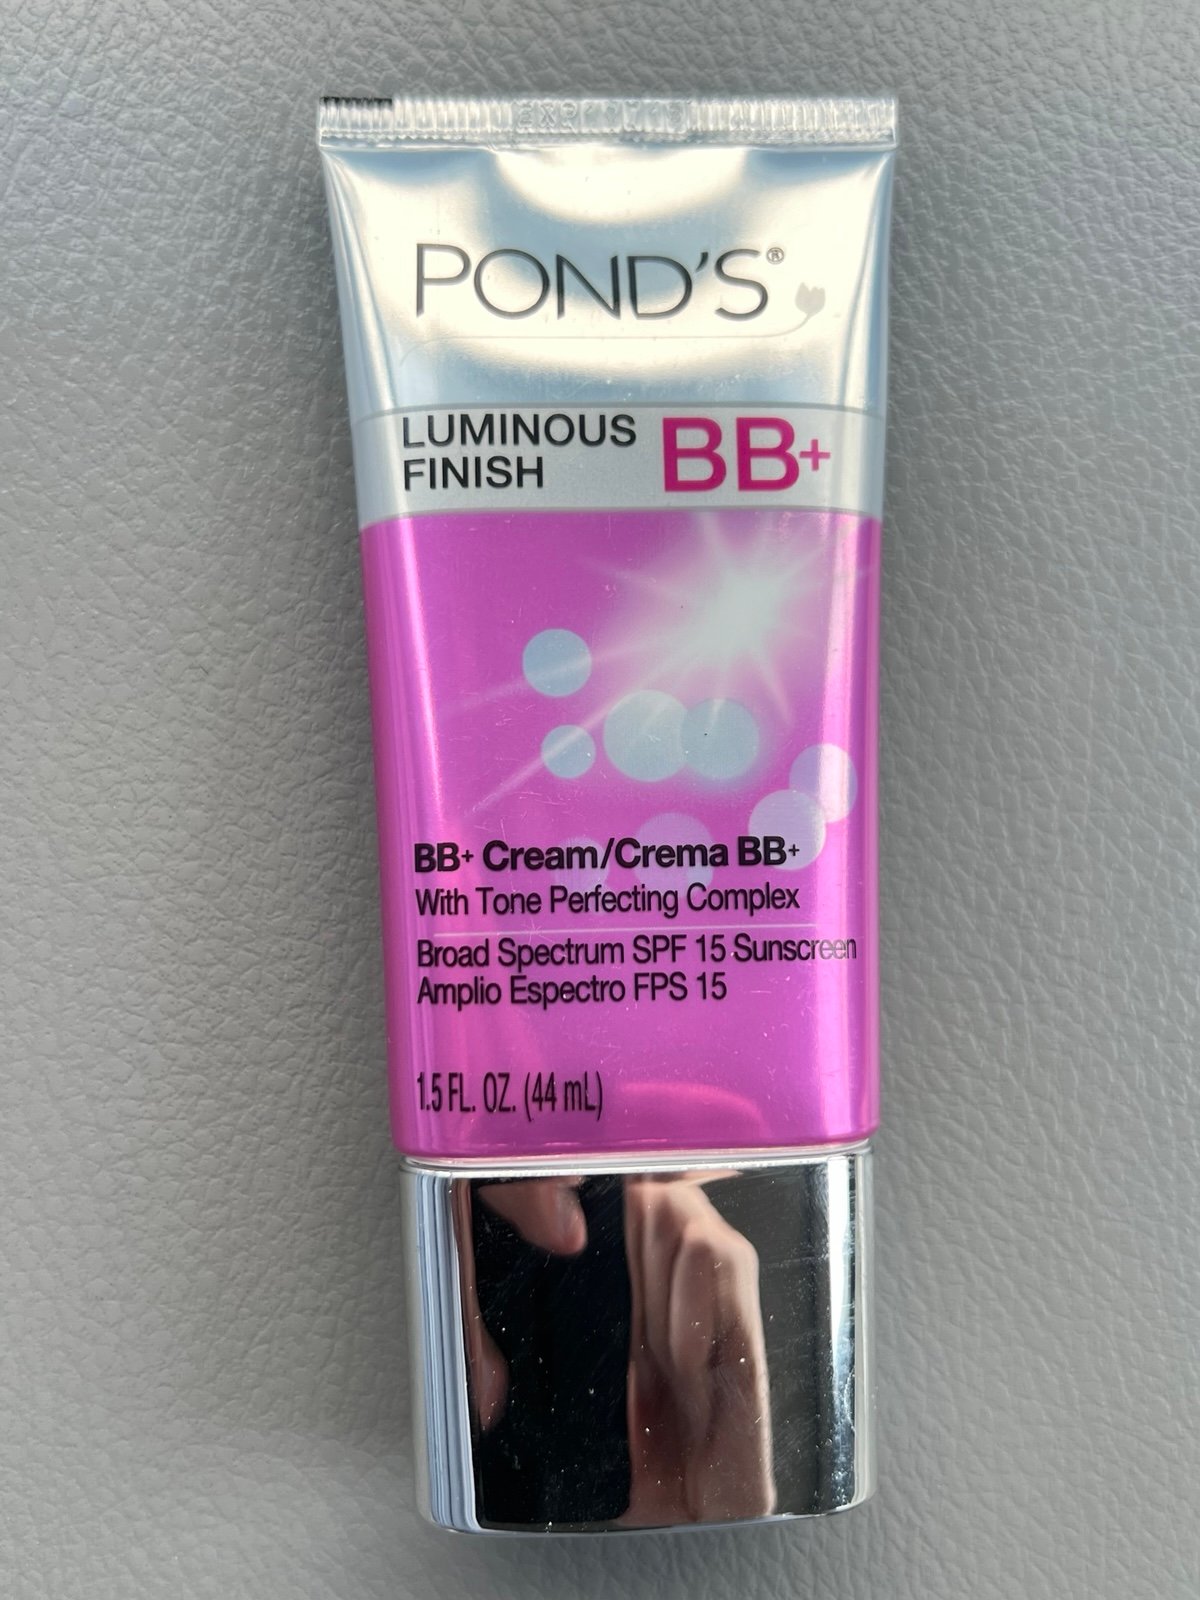 POND'S®
LUMINOUS
FINISH
BB+
BB+ Cream/Crema BB+
With Tone Perfecting Complex
Broad Spectrum SPF 15 Sunscreen
Amplio Espectro FPS 15
1.5 FL. OZ. (44 mL)